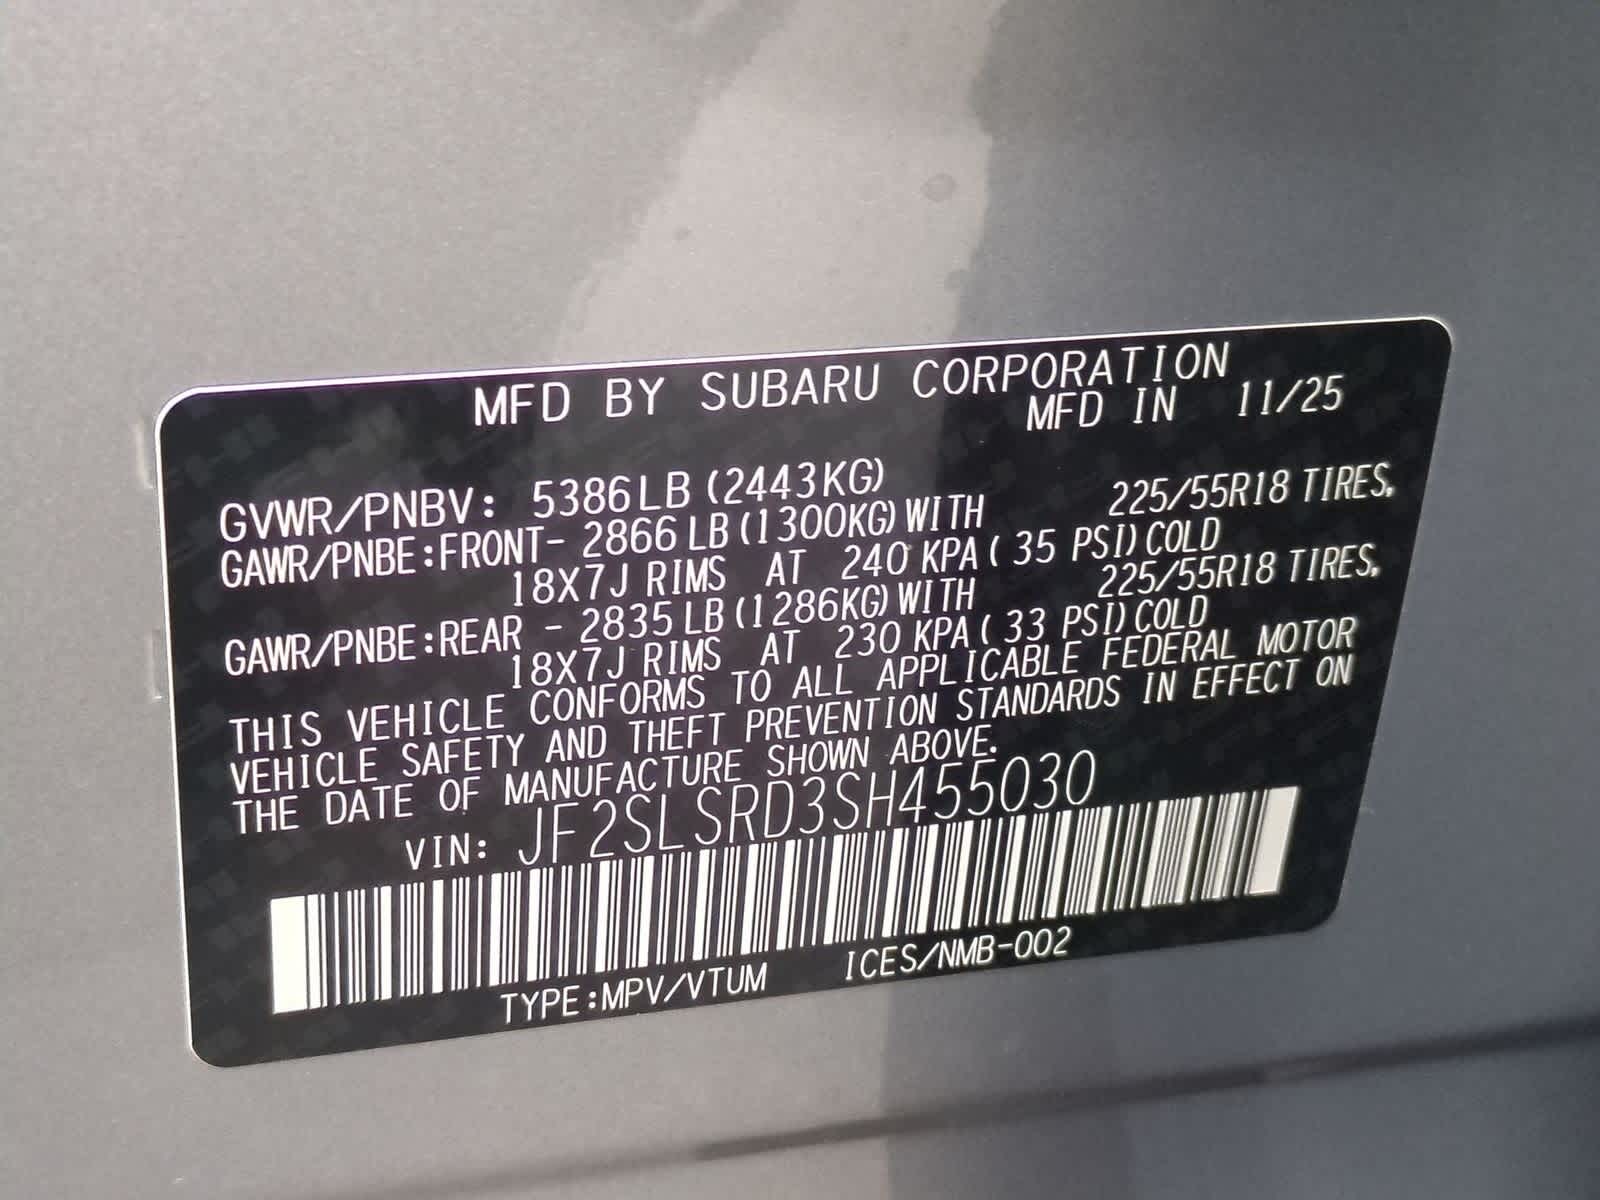 MFD BY SUBARU CORPORATION
MFD IN 11/25
GVWR/PNBV: 5386LB (2443KG)
GAWR/PNBE:FRONT- 2866 LB (1300KG) WITH 225/55R18 TIRES,
18X7J RIMS AT 240 KPA ( 35 PSI) COLD
GAWR/PNBE:REAR - 2835 LB (1286KG) WITH 225/55R18 TIRES,
18X7J RIMS AT 230 KPA ( 33 PSI) COLD
THIS VEHICLE CONFORMS TO ALL APPLICABLE FEDERAL MOTOR
VEHICLE SAFETY AND THEFT PREVENTION STANDARDS IN EFFECT ON
THE DATE OF MANUFACTURE SHOWN ABOVE.
VIN: JF2SLSRD3SH455030
TYPE:MPV/VTUM ICES/NMB-002